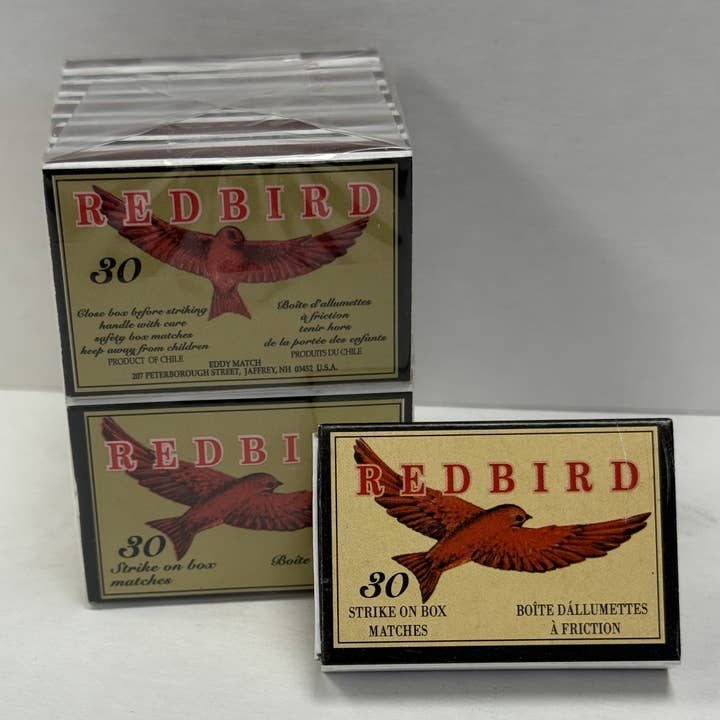 REDBIRD
30
Close box before striking
handle with care
safety box matches
keep away from children
PRODUCT OF CHILE
Boîte d'allumettes
à friction
tenir hors
de la portée des enfants
PRODUITS DU CHILE
EDDY MATCH
207 PETERBOROUGH STREET, JAFFREY, NH 03452 U.S.A.
REDBI
30
Strike on box
matches
Boîte
REDBIRD
30
STRIKE ON BOX
MATCHES
BOÎTE DÁLLUMETTES
À FRICTION